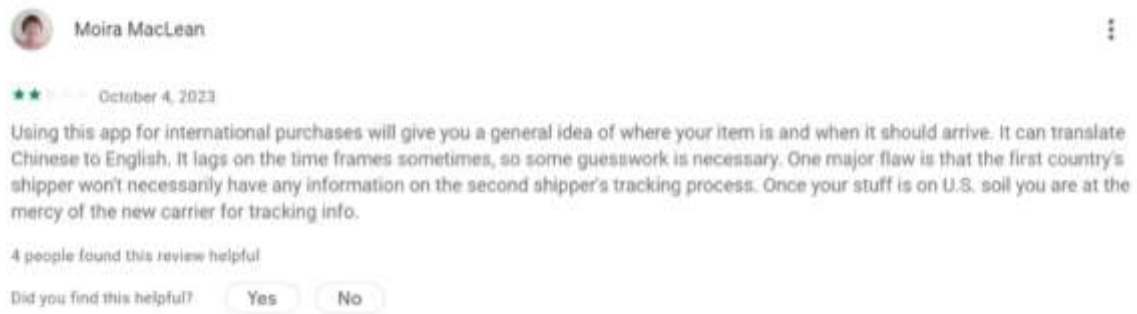 Moira MacLean
October 4, 2023
Using this app for international purchases will give you a general idea of where your item is and when it should arrive. It can translate
Chinese to English. It lags on the time frames sometimes, so some guesswork is necessary. One major flaw is that the first country's
shipper won't necessarily have any information on the second shipper's tracking process. Once your stuff is on U.S. soil you are at the
mercy of the new carrier for tracking info.
4 people found this review helpful
Did you find this helpful? Yes No